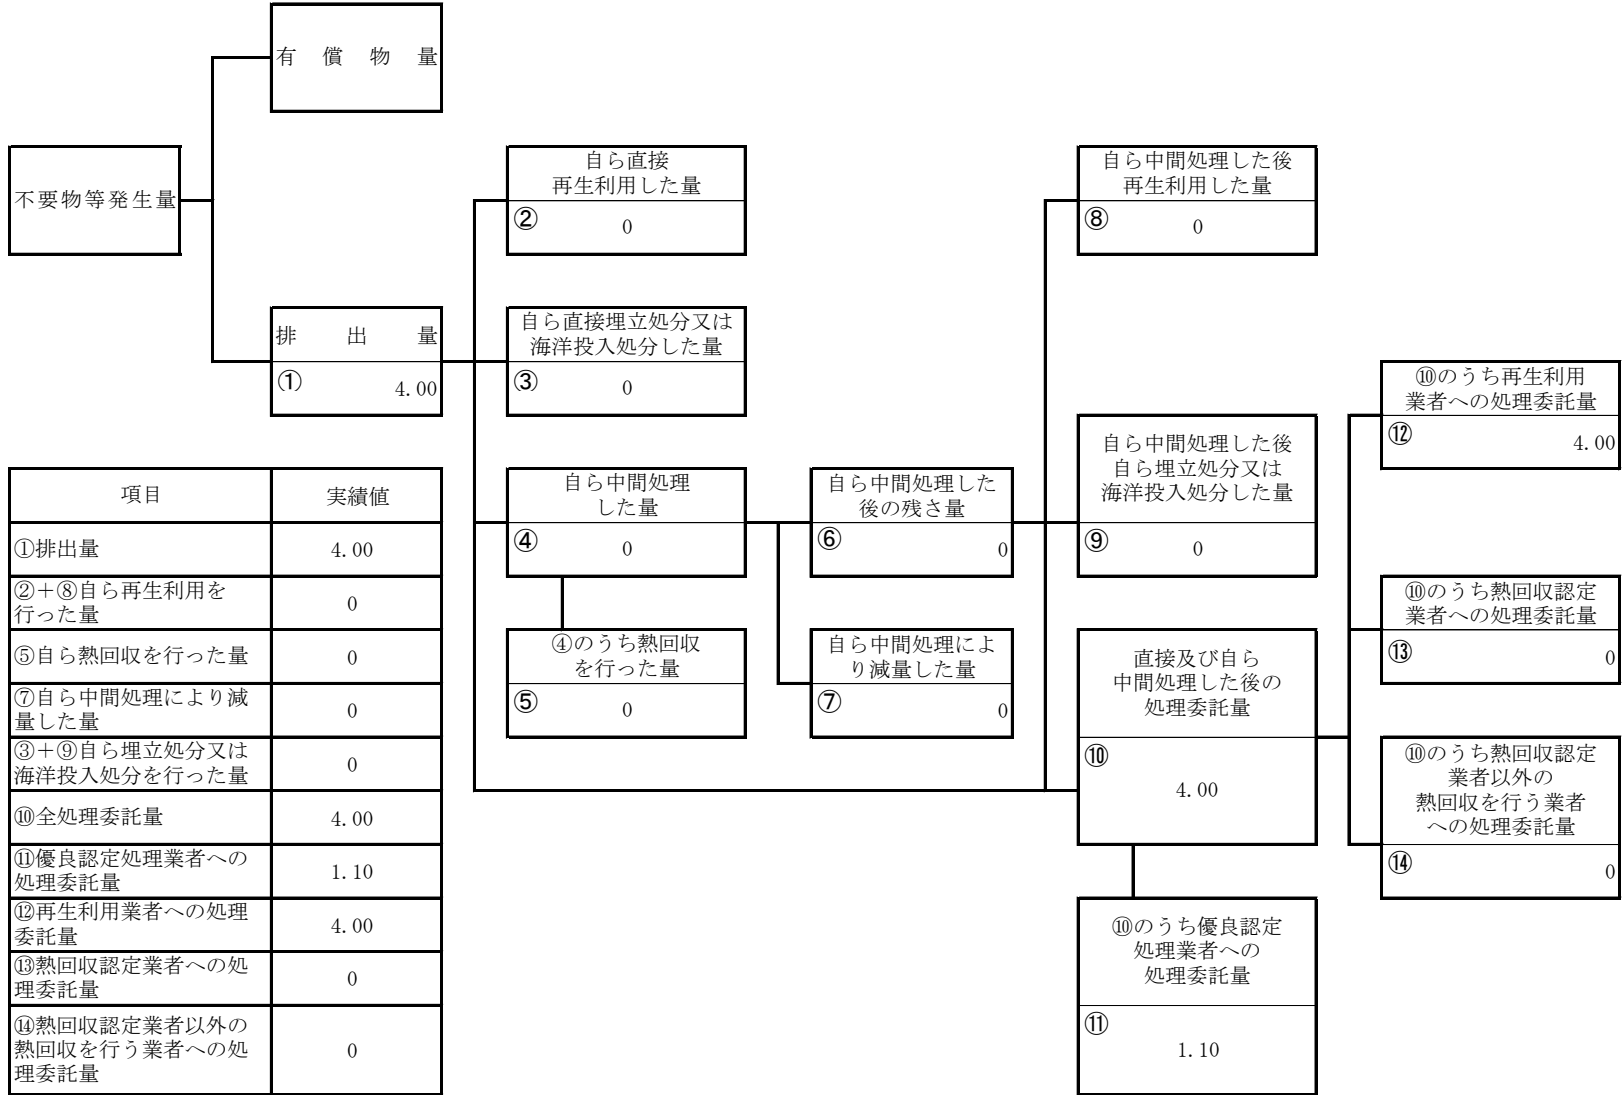 有償物量
不要物等発生量
排出量
① 4.00
自ら直接
再生利用した量
② 0
自ら直接埋立処分又は
海洋投入処分した量
③ 0
自ら中間処理
した量
④ 0
④のうち熱回収
を行った量
⑤ 0
自ら中間処理した
後の残さ量
⑥ 0
自ら中間処理によ
り減量した量
⑦ 0
自ら中間処理した後
再生利用した量
⑧ 0
自ら中間処理した後
自ら埋立処分又は
海洋投入処分した量
⑨ 0
直接及び自ら
中間処理した後の
処理委託量
⑩
4.00
⑩のうち優良認定
処理業者への
処理委託量
⑪
1.10
⑩のうち再生利用
業者への処理委託量
⑫ 4.00
⑩のうち熱回収認定
業者への処理委託量
⑬ 0
⑩のうち熱回収認定
業者以外の
熱回収を行う業者
への処理委託量
⑭ 0
項目 実績値
①排出量 4.00
②+⑧自ら再生利用を
行った量 0
⑤自ら熱回収を行った量 0
⑦自ら中間処理により減
量した量 0
③+⑨自ら埋立処分又は
海洋投入処分を行った量 0
⑩全処理委託量 4.00
⑪優良認定処理業者への
処理委託量 1.10
⑫再生利用業者への処理
委託量 4.00
⑬熱回収認定業者への処
理委託量 0
⑭熱回収認定業者以外の
熱回収を行う業者への処
理委託量 0